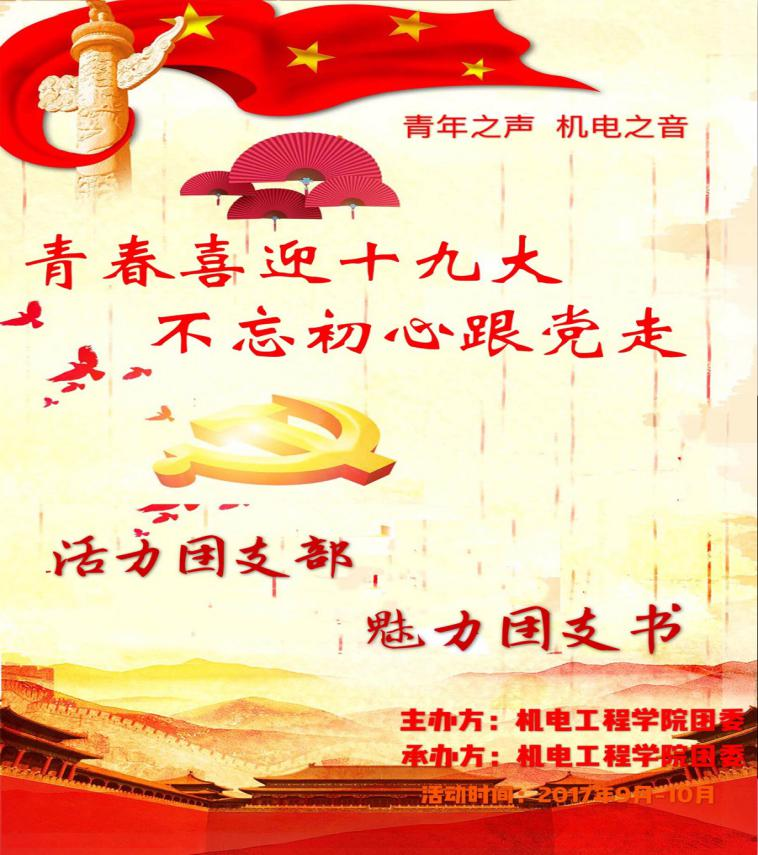 青年之声 机电之音
青春喜迎十九大
不忘初心跟党走
活力团支部
魅力团支书
主办方：机电工程学院团委
承办方：机电工程学院团委
活动时间：2017年9月-10月